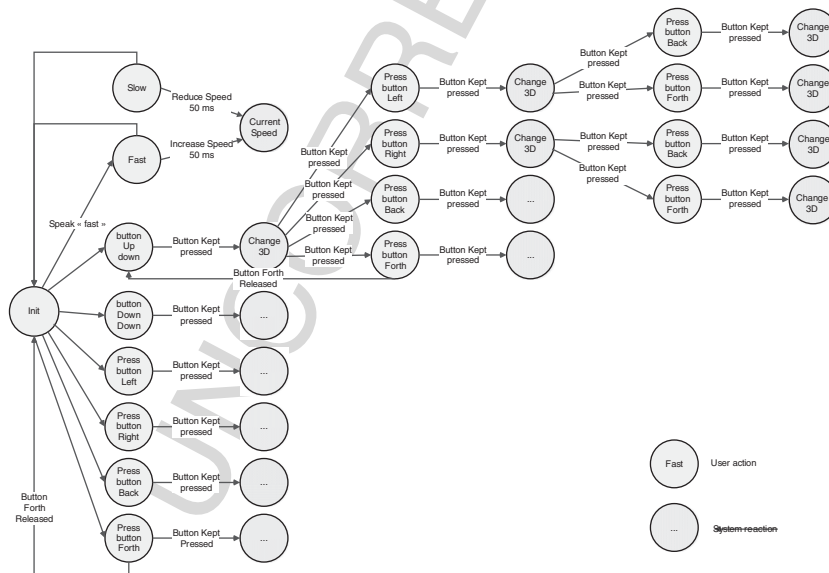 Press
button
Back
Button Kept
pressed
Change
3D
Button Kept
pressed
Slow
Reduce Speed
50 ms
Current
Speed
Press
button
Left
Button Kept
pressed
Change
3D
Button Kept
pressed
Press
button
Forth
Button Kept
pressed
Change
3D
Fast
Increase Speed
50 ms
Button Kept
pressed
Press
button
Right
Button Kept
pressed
Change
3D
Button Kept
pressed
Press
button
Back
Button Kept
pressed
Change
3D
Button Kept
pressed
Button Kept
pressed
Press
button
Back
Button Kept
pressed
...
Press
button
Forth
Button Kept
pressed
Change
3D
Speak « fast »
Button Kept
pressed
button
Up
down
Button Kept
pressed
Change
3D
Button Kept
pressed
Press
button
Forth
Button Kept
pressed
...
Button Forth
Released
Init
button
Down
Down
Button Kept
pressed
...
Press
button
Left
Button Kept
pressed
...
Press
button
Right
Button Kept
pressed
...
Press
button
Back
Button Kept
pressed
...
Button
Forth
Released
Press
button
Forth
Button Kept
Pressed
...
Fast
User action
...
System reaction
UNCORRE